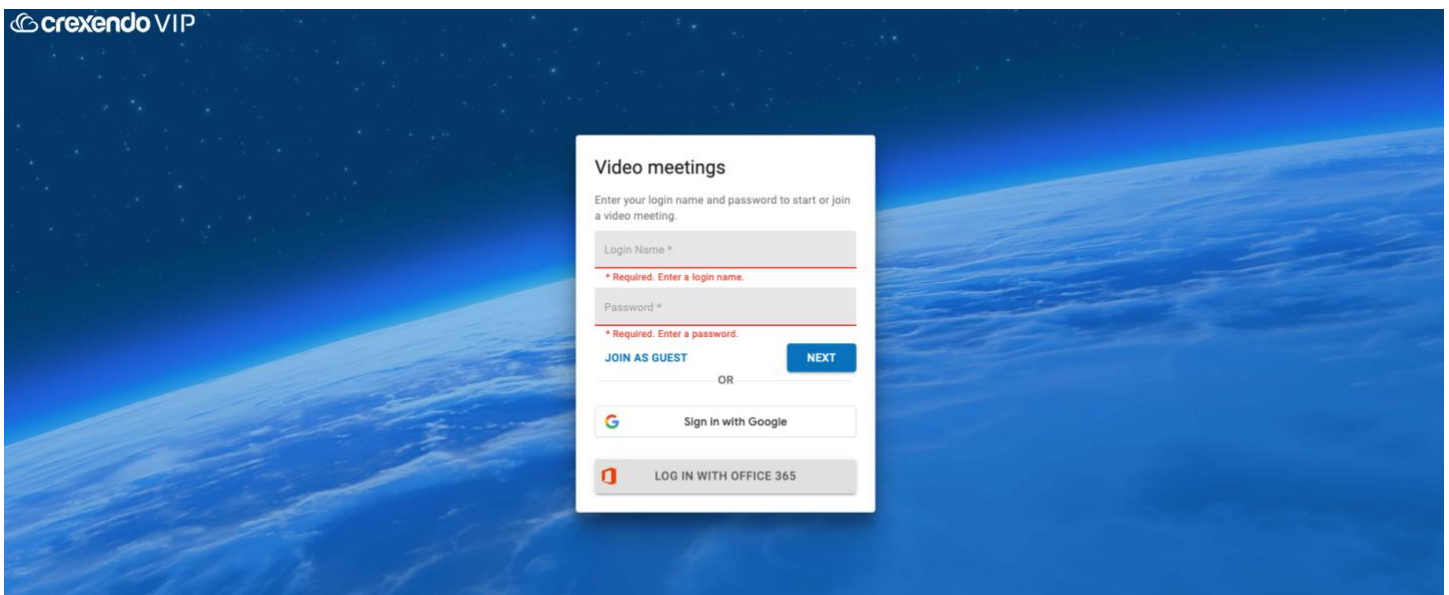 crexendo VIP
Video meetings
Enter your login name and password to start or join
a video meeting.
Login Name *
* Required. Enter a login name.
Password *
* Required. Enter a password.
JOIN AS GUEST
NEXT
OR
Sign in with Google
LOG IN WITH OFFICE 365